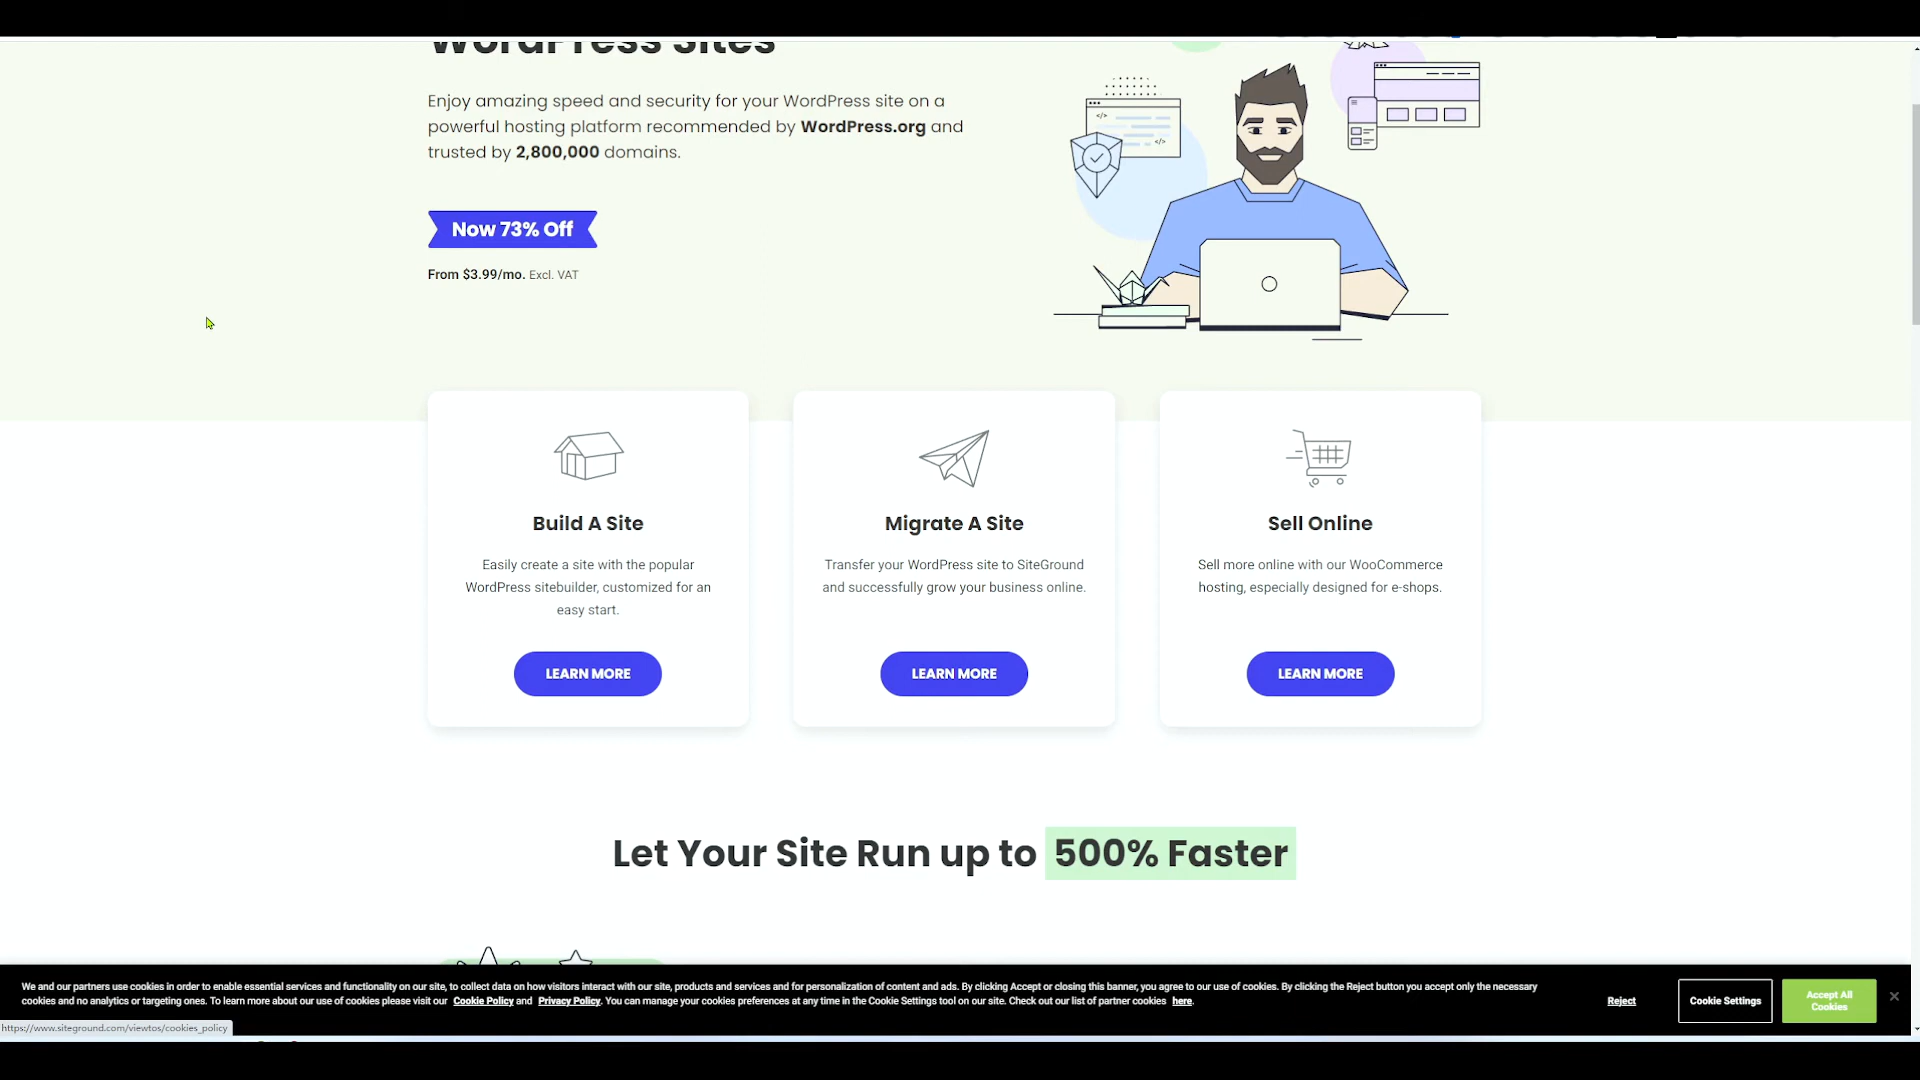 WordPress Sites
Enjoy amazing speed and security for your WordPress site on a
powerful hosting platform recommended by WordPress.org and
trusted by 2,800,000 domains.
Now 73% Off
From $3.99/mo. Excl. VAT
</>
</>
Build A Site
Easily create a site with the popular
WordPress sitebuilder, customized for an
easy start.
LEARN MORE
Migrate A Site
Transfer your WordPress site to SiteGround
and successfully grow your business online.
LEARN MORE
Sell Online
Sell more online with our WooCommerce
hosting, especially designed for e-shops.
LEARN MORE
Let Your Site Run up to 500% Faster
We and our partners use cookies in order to enable essential services and functionality on our site, to collect data on how visitors interact with our site, products and services and for personalization of content and ads. By clicking Accept or closing this banner, you agree to our use of cookies. By clicking the Reject button you accept only the necessary
cookies and no analytics or targeting ones. To learn more about our use of cookies please visit our Cookie Policy and Privacy Policy. You can manage your cookies preferences at any time in the Cookie Settings tool on our site. Check out our list of partner cookies here.
Reject
Cookie Settings
Accept All
Cookies
https://www.siteground.com/viewtos/cookies_policy